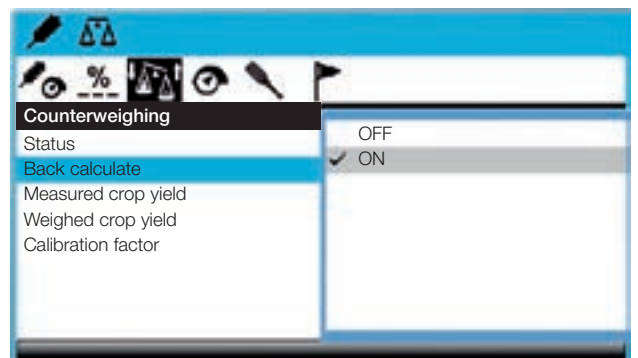 %
Counterweighing
Status
Back calculate
Measured crop yield
Weighed crop yield
Calibration factor
OFF
ON